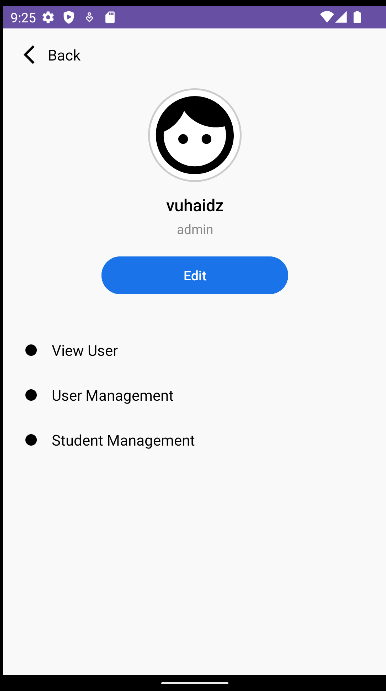 9:25
Back
vuhaidz
admin
Edit
View User
User Management
Student Management